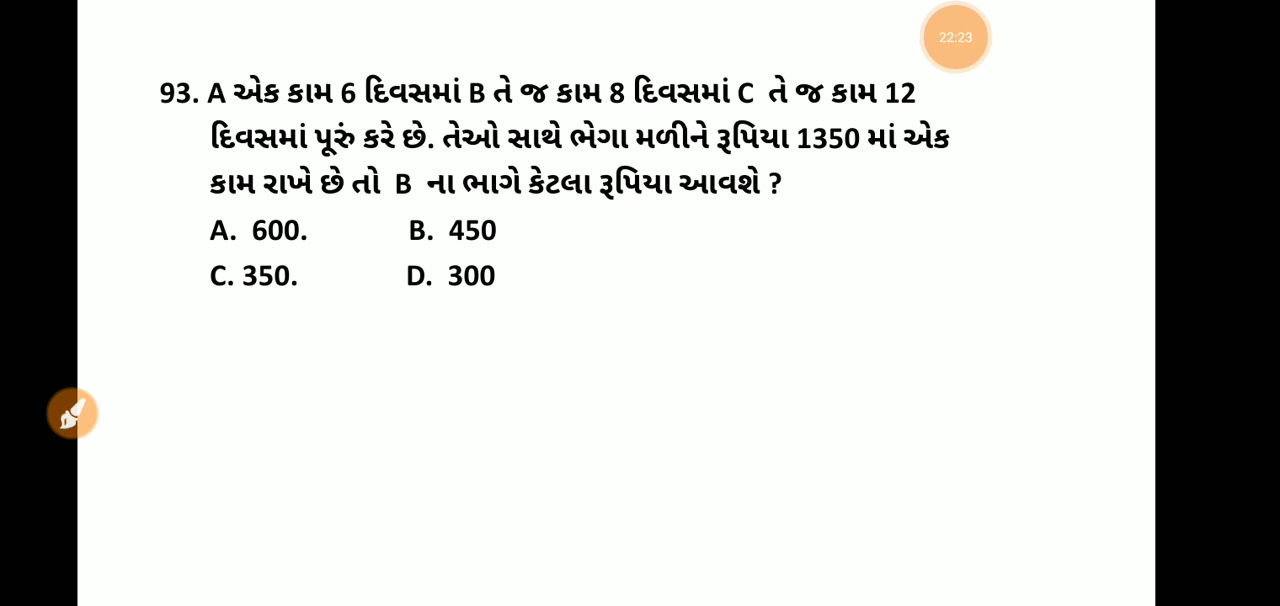 22:23
93. A એક કામ 6 દિવસમાં B તે જ કામ 8 દિવસમાં C તે જ કામ 12
દિવસમાં પૂરું કરે છે. તેઓ સાથે ભેગા મળીને રૂપિયા 1350 માં એક
કામ રાખે છે તો B ના ભાગે કેટલા રૂપિયા આવશે ?
A. 600. B. 450
C. 350. D. 300